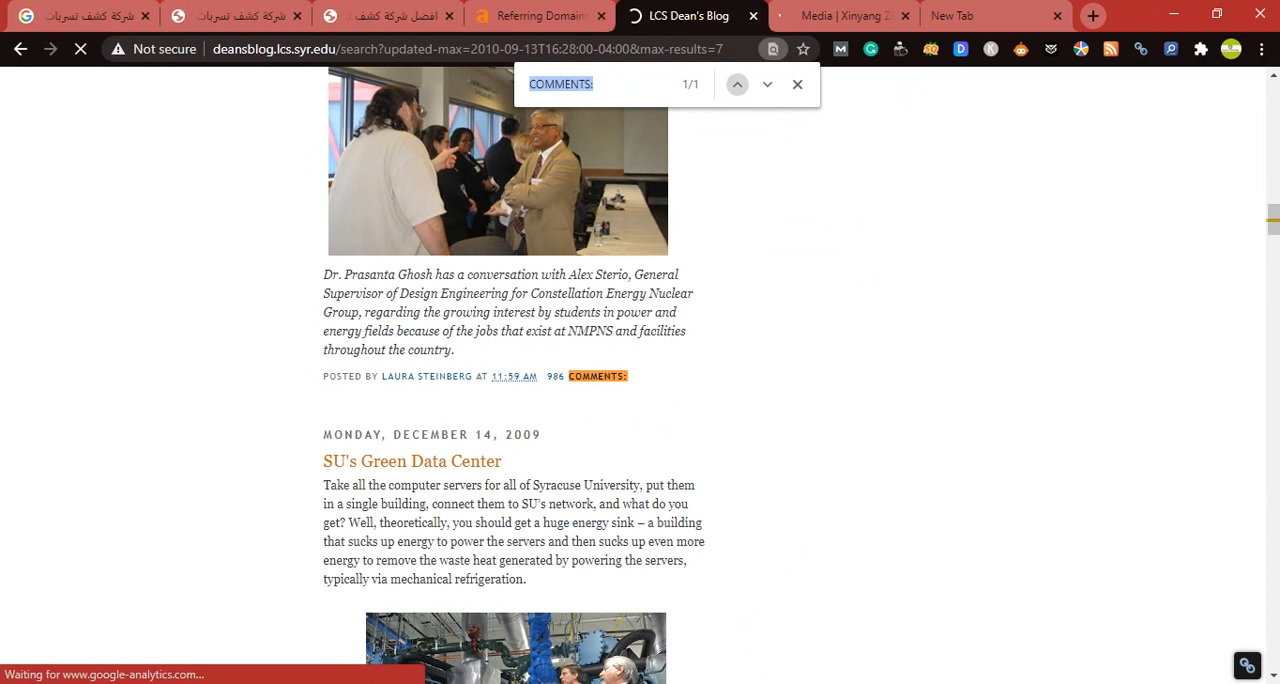 شركة كشف تسربات
شركة كشف تسربات
افضل شركة كشف
Referring Domain
LCS Dean's Blog
Media | Xinyang Z
New Tab
Not secure
deansblog.lcs.syr.edu/search?updated-max=2010-09-13T16:28:00-04:00&max-results=7
COMMENTS:
1/1
Dr. Prasanta Ghosh has a conversation with Alex Sterio, General
Supervisor of Design Engineering for Constellation Energy Nuclear
Group, regarding the growing interest by students in power and
energy fields because of the jobs that exist at NMPNS and facilities
throughout the country.
POSTED BY LAURA STEINBERG AT 11:59 AM 986 COMMENTS:
MONDAY, DECEMBER 14, 2009
SU's Green Data Center
Take all the computer servers for all of Syracuse University, put them
in a single building, connect them to SU's network, and what do you
get? Well, theoretically, you should get a huge energy sink – a building
that sucks up energy to power the servers and then sucks up even more
energy to remove the waste heat generated by powering the servers,
typically via mechanical refrigeration.
Waiting for www.google-analytics.com...